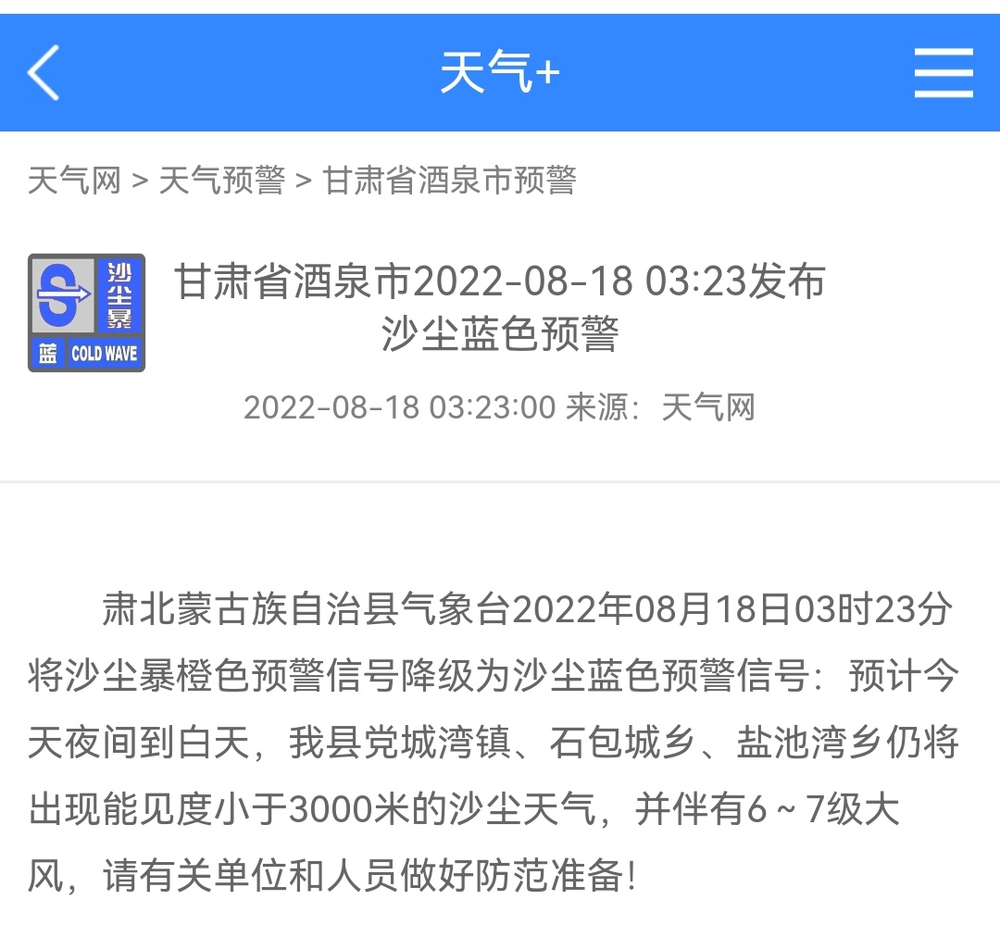 天气+
天气网 > 天气预警 > 甘肃省酒泉市预警
沙尘暴
蓝 COLD WAVE
甘肃省酒泉市2022-08-18 03:23发布
沙尘蓝色预警
2022-08-18 03:23:00 来源：天气网
肃北蒙古族自治县气象台2022年08月18日03时23分
将沙尘暴橙色预警信号降级为沙尘蓝色预警信号：预计今
天夜间到白天，我县党城湾镇、石包城乡、盐池湾乡仍将
出现能见度小于3000米的沙尘天气，并伴有6~7级大
风，请有关单位和人员做好防范准备！